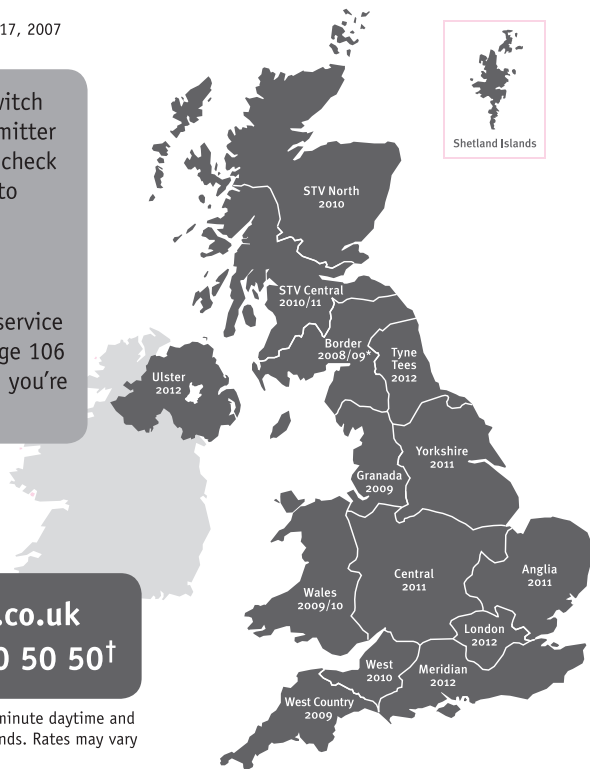 17, 2007
witch
mitter
check
to
service
ge 106
you're
.co.uk
0 50 50†
minute daytime and
nds. Rates may vary
Shetland Islands
STV North
2010
STV Central
2010/11
Border
2008/09*
Tyne
Tees
2012
Ulster
2012
Granada
2009
Yorkshire
2011
Wales
2009/10
Central
2011
Anglia
2011
London
2012
West
2010
Meridian
2012
West Country
2009